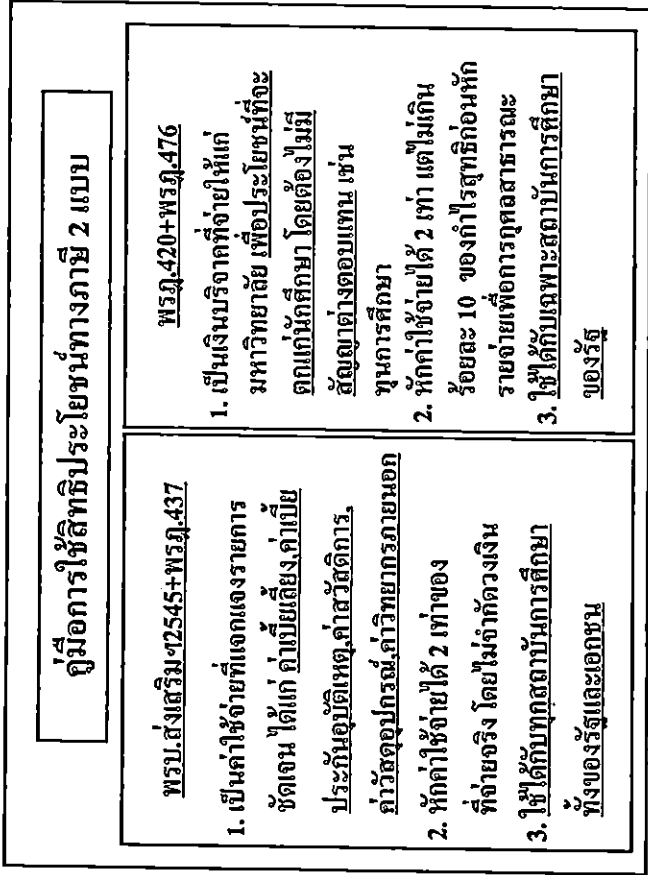 คู่มือการใช้สิทธิประโยชน์ทางภาษี 2 แบบ
พรบ.ส่งเสริมฯ2545+พรฎ.437
1. เป็นค่าใช้จ่ายที่แจกแจงรายการ
ชัดเจน ได้แก่ ค่าเบี้ยเลี้ยง,ค่าเบี้ย
ประกันอุบัติเหตุ,ค่าสวัสดิการ,
ค่าวัสดุอุปกรณ์,ค่าวิทยากรภายนอก
2. หักค่าใช้จ่ายได้ 2 เท่าของ
ที่จ่ายจริง โดยไม่จำกัดวงเงิน
3. ใช้ได้กับทุกสถาบันการศึกษา
ทั้งของรัฐและเอกชน
พรฎ.420+พรฎ.476
1. เป็นเงินบริจาคที่จ่ายให้แก่
มหาวิทยาลัย เพื่อประโยชน์ที่จะ
ตกแก่นักศึกษา โดยต้องไม่มี
สัญญาต่างตอบแทน เช่น
ทุนการศึกษา
2. หักค่าใช้จ่ายได้ 2 เท่า แต่ไม่เกิน
ร้อยละ 10 ของกำไรสุทธิก่อนหัก
รายจ่ายเพื่อการกุศลสาธารณะ
3. ใช้ได้กับเฉพาะสถาบันการศึกษา
ของรัฐ